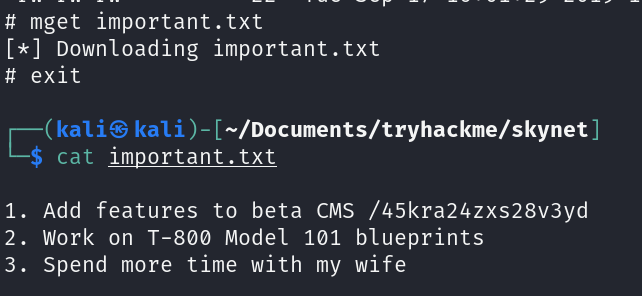 # mget important.txt
[*] Downloading important.txt
# exit
┌──(kali㉿kali)-[~/Documents/tryhackme/skynet]
└─$ cat important.txt
1. Add features to beta CMS /45kra24zxs28v3yd
2. Work on T-800 Model 101 blueprints
3. Spend more time with my wife